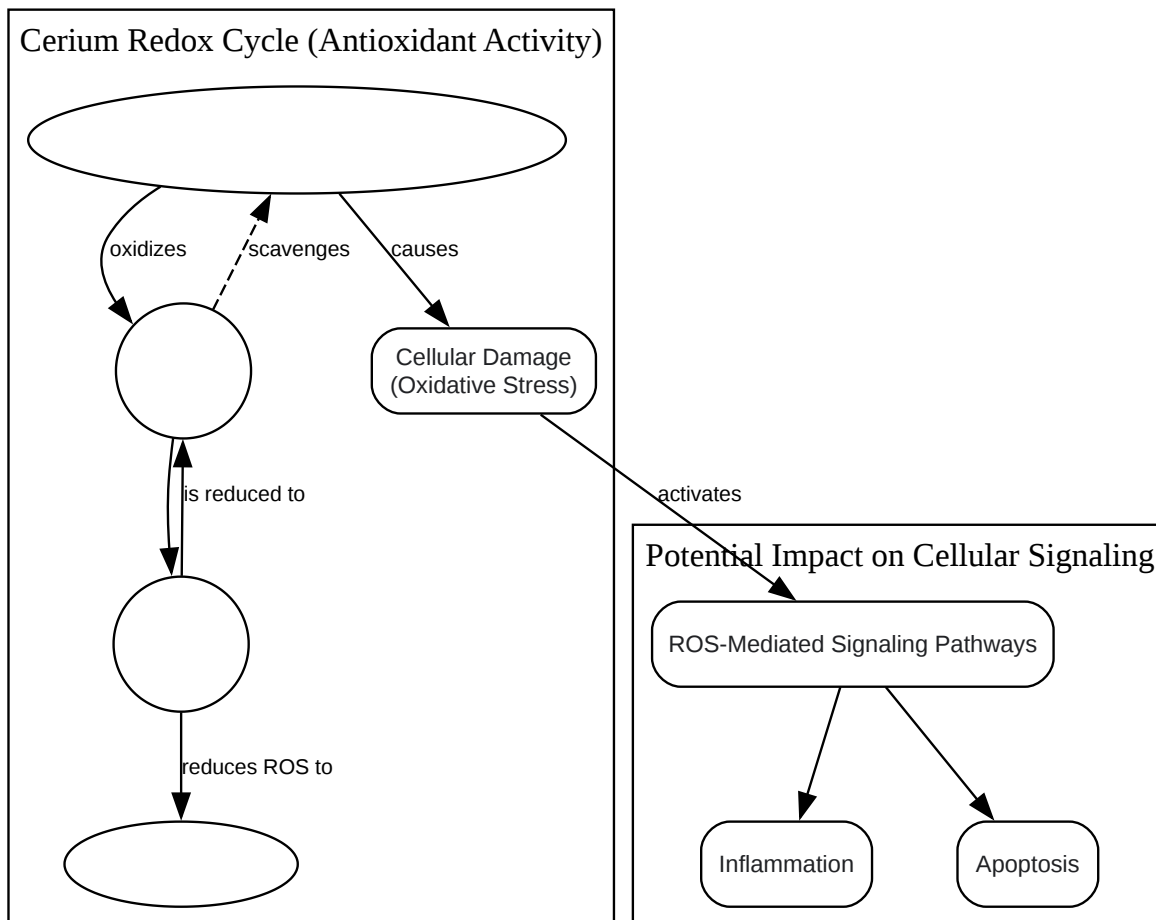 Cerium Redox Cycle (Antioxidant Activity)
oxidizes
scavenges
causes
Cellular Damage
(Oxidative Stress)
is reduced to
activates
reduces ROS to
Potential Impact on Cellular Signaling
ROS-Mediated Signaling Pathways
Inflammation
Apoptosis